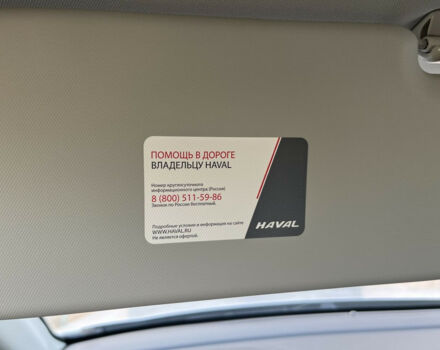 ПОМОЩЬ В ДОРОГЕ
ВЛАДЕЛЬЦУ HAVAL
Номер круглосуточного
информационного центра (Россия)
8 (800) 511-59-86
Звонок по России бесплатный.
Подробные условия и информация на сайте
WWW.HAVAL.RU
Не является офертой.
HAVAL